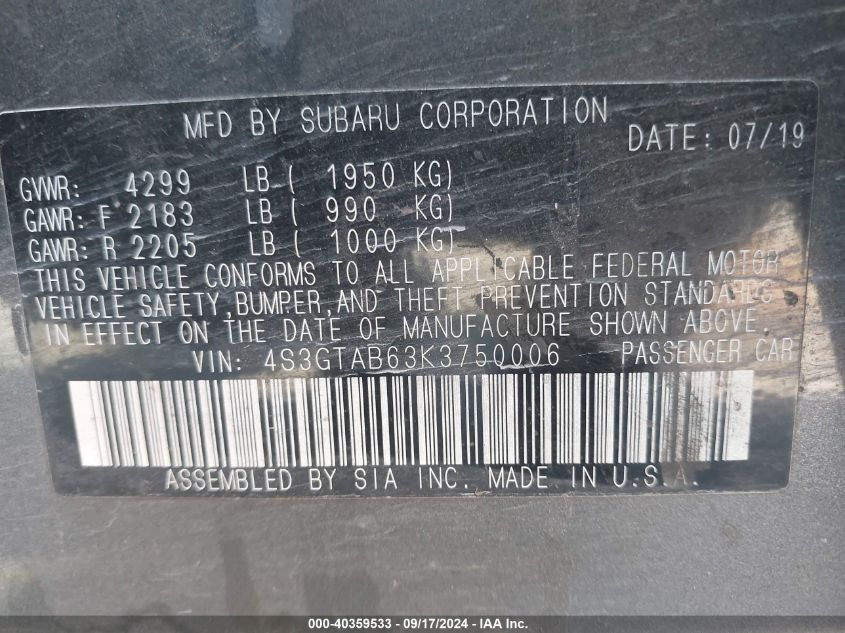 MFD BY SUBARU CORPORATION
DATE: 07/19
GVWR: 4299 LB ( 1950 KG)
GAWR: F 2183 LB ( 990 KG)
GAWR: R 2205 LB ( 1000 KG)
THIS VEHICLE CONFORMS TO ALL APPLICABLE FEDERAL MOTOR
VEHICLE SAFETY, BUMPER, AND THEFT PREVENTION STANDARDS
IN EFFECT ON THE DATE OF MANUFACTURE SHOWN ABOVE.
VIN: 4S3GTAB63K3750006 PASSENGER CAR
ASSEMBLED BY SIA INC. MADE IN U.S.A.
000-40359533 - 09/17/2024 - IAA, Inc.